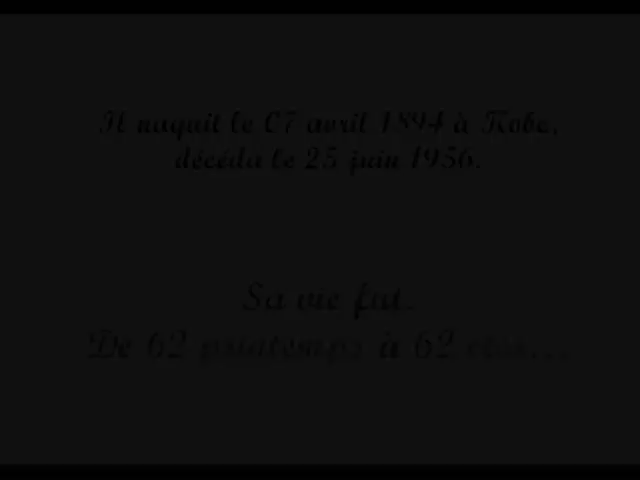 Il naquit le 07 avril 1894 à Kobe,
décéda le 25 juin 1956.
Sa vie fut.
De 62 printemps à 62 étés...